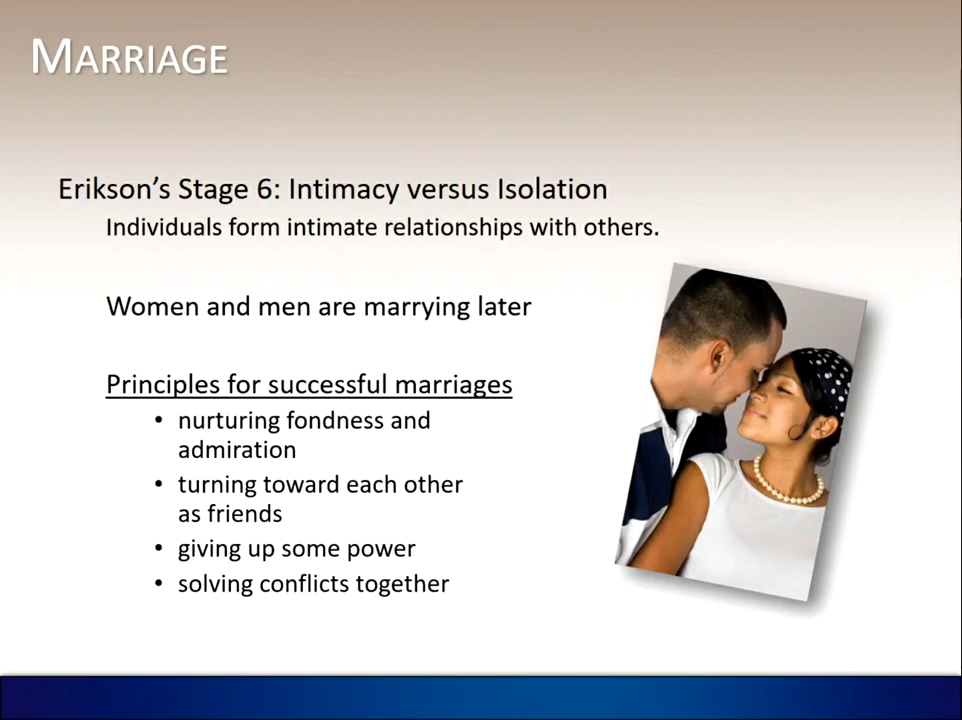 MARRIAGE
Erikson’s Stage 6: Intimacy versus Isolation
Individuals form intimate relationships with others.
Women and men are marrying later
Principles for successful marriages
• nurturing fondness and
admiration
• turning toward each other
as friends
• giving up some power
• solving conflicts together